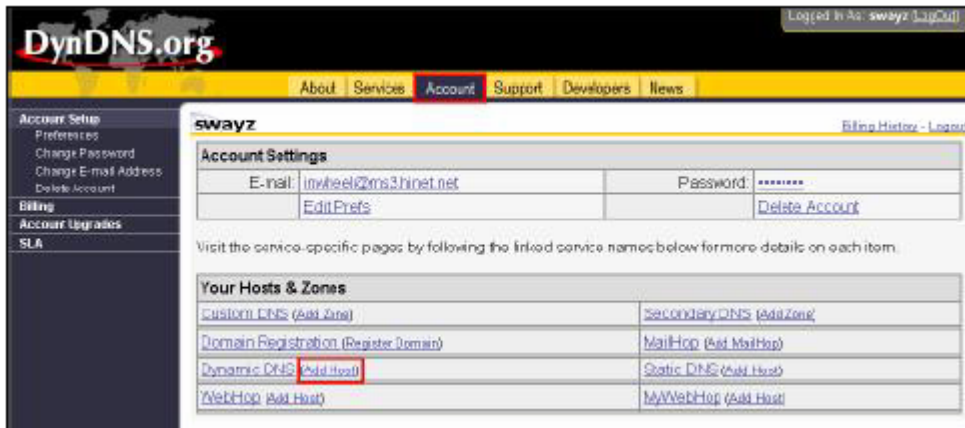 Logged In As: swayz (LogOut)
DynDNS.org
About Services Account Support Developers News
Account Setup
Preferences
Change Password
Change E-mail Address
Delete Account
Billing
Account Upgrades
SLA
swayz
Billing History - Logout
Account Settings
E-mail: inwheeli@ms3.hinet.net Password: ********
Edit Prefs Delete Account
Visit the service-specific pages by following the linked service names below for more details on each item.
Your Hosts & Zones
Custom DNS (Add Zone) Secondary DNS (Add Zone)
Domain Registration (Register Domain) MailHop (Add MailHop)
Dynamic DNS (Add Host) Static DNS (Add Host)
WebHop (Add Host) MyWebHop (Add Host)